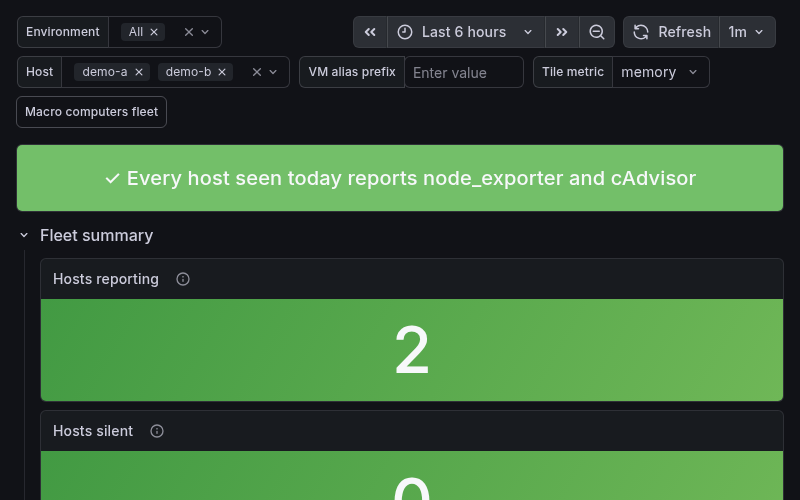 Environment All Last 6 hours Refresh 1m
Host demo-a demo-b VM alias prefix Enter value Tile metric memory
Macro computers fleet
Every host seen today reports node_exporter and cAdvisor
Fleet summary
Hosts reporting
2
Hosts silent
0